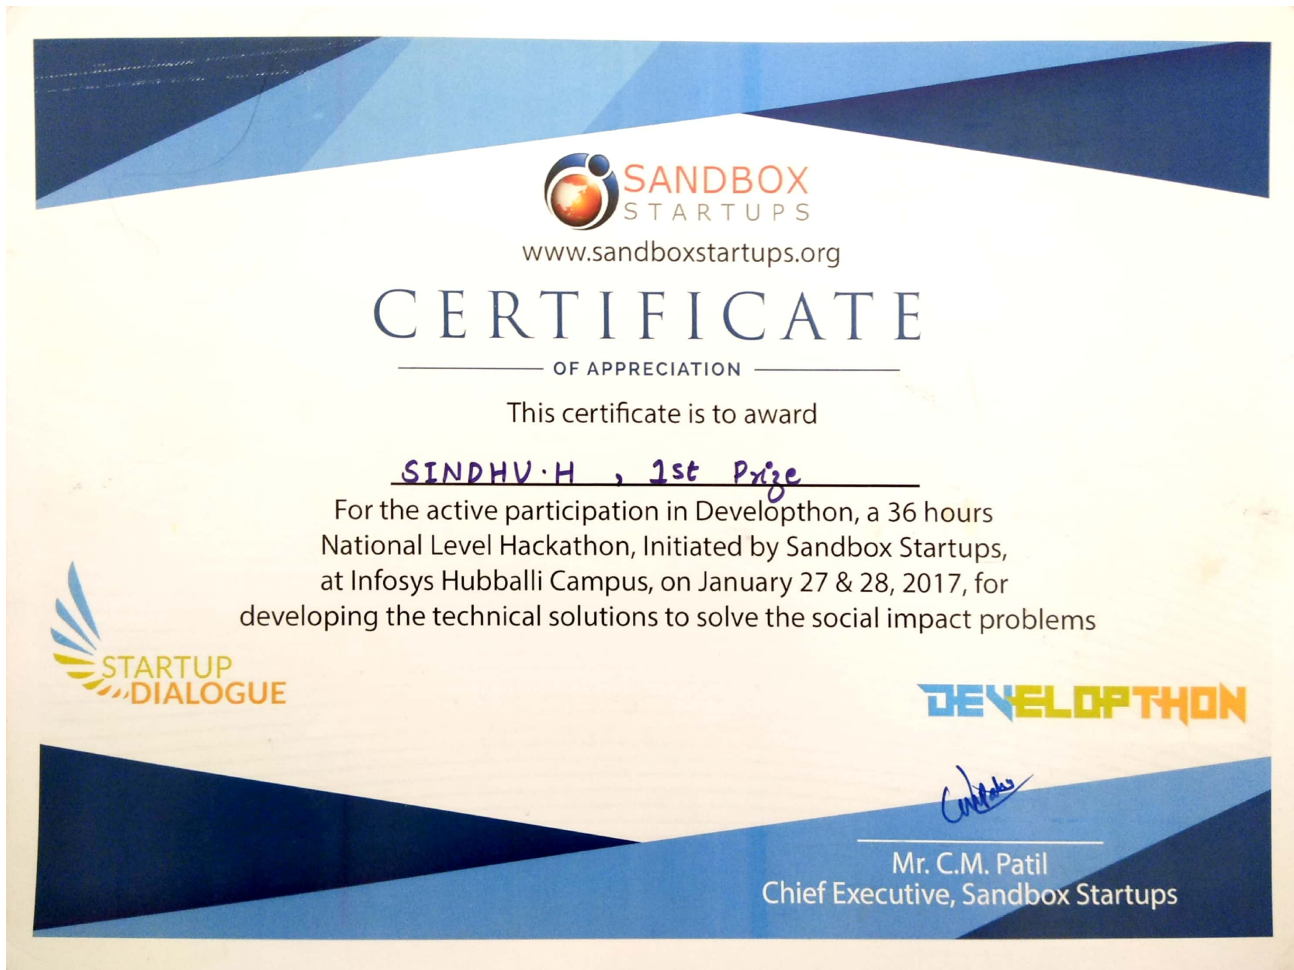 SANDBOX
STARTUPS
www.sandboxstartups.org
CERTIFICATE
OF APPRECIATION
This certificate is to award
SINDHU.H , 1st Prize
For the active participation in Developthon, a 36 hours
National Level Hackathon, Initiated by Sandbox Startups,
at Infosys Hubballi Campus, on January 27 & 28, 2017, for
developing the technical solutions to solve the social impact problems
STARTUP
DIALOGUE
DEVELOPTHON
Mr. C.M. Patil
Chief Executive, Sandbox Startups